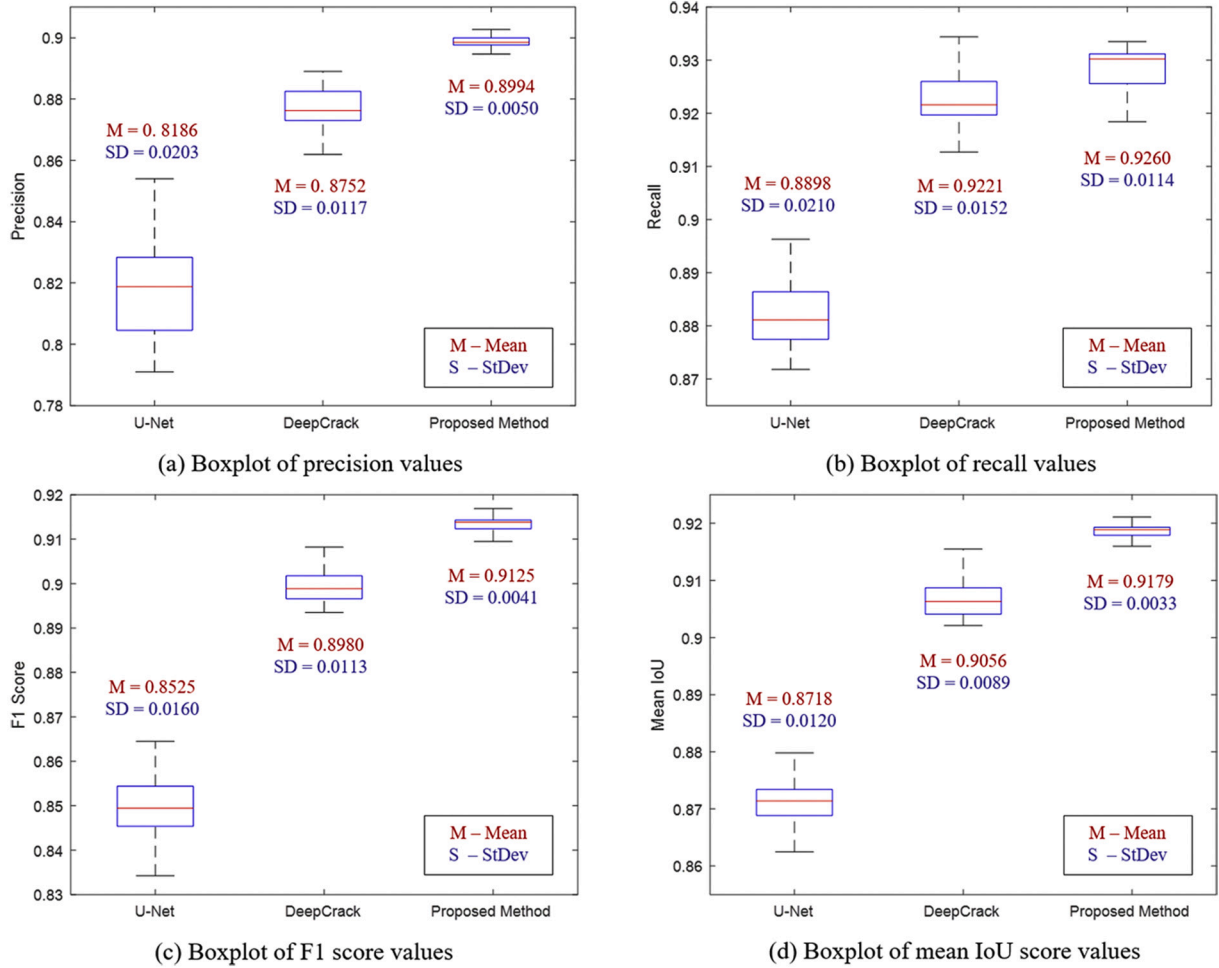 0.9
0.88
0.86
0.84
0.82
0.8
0.78
Precision
M = 0. 8186
SD = 0.0203
M = 0. 8752
SD = 0.0117
M = 0.8994
SD = 0.0050
M – Mean
S – StDev
U-Net
DeepCrack
Proposed Method
(a) Boxplot of precision values
0.94
0.93
0.92
0.91
0.9
0.89
0.88
0.87
Recall
M = 0.8898
SD = 0.0210
M = 0.9221
SD = 0.0152
M = 0.9260
SD = 0.0114
M – Mean
S – StDev
U-Net
DeepCrack
Proposed Method
(b) Boxplot of recall values
0.92
0.91
0.9
0.89
0.88
0.87
0.86
0.85
0.84
0.83
F1 Score
M = 0.8525
SD = 0.0160
M = 0.8980
SD = 0.0113
M = 0.9125
SD = 0.0041
M – Mean
S – StDev
U-Net
DeepCrack
Proposed Method
(c) Boxplot of F1 score values
0.92
0.91
0.9
0.89
0.88
0.87
0.86
Mean IoU
M = 0.8718
SD = 0.0120
M = 0.9056
SD = 0.0089
M = 0.9179
SD = 0.0033
M – Mean
S – StDev
U-Net
DeepCrack
Proposed Method
(d) Boxplot of mean IoU score values